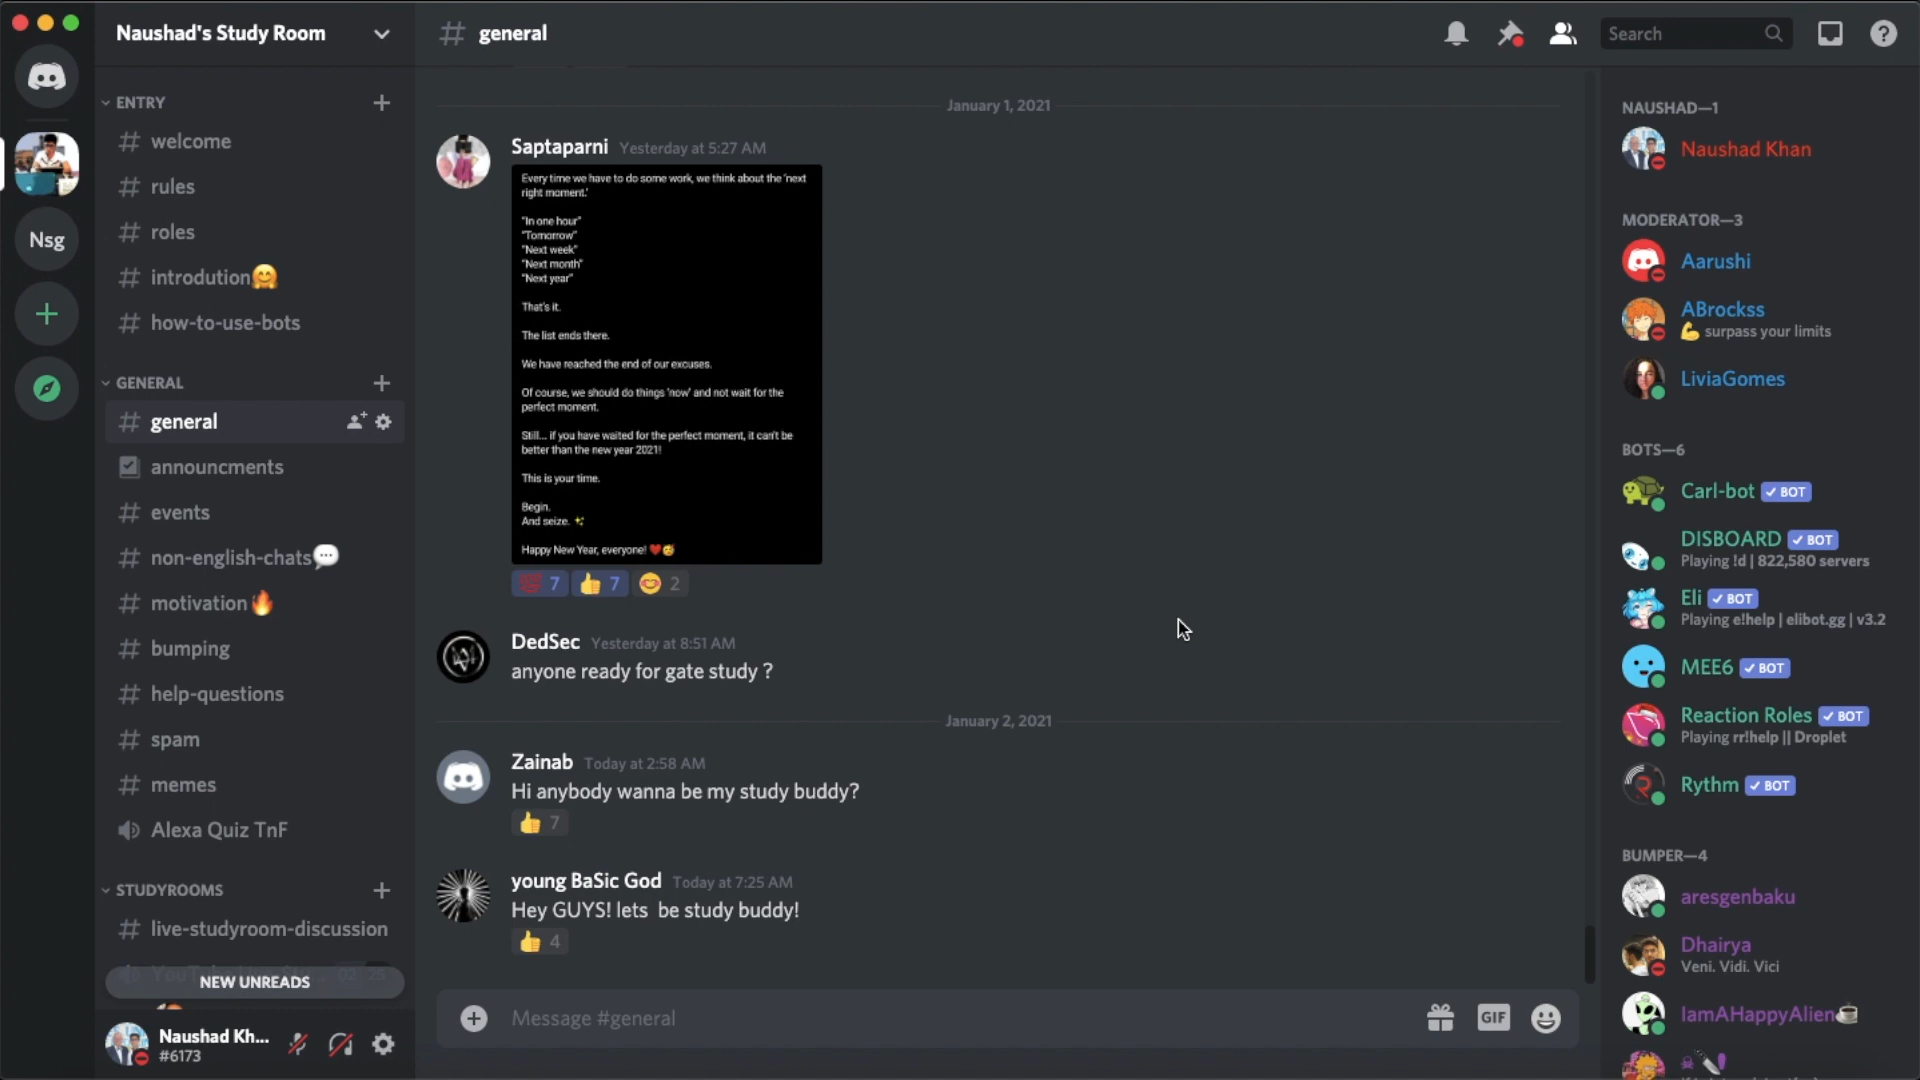 Naushad's Study Room
general
Search
Nsg
ENTRY
welcome
rules
roles
introdution🤗
how-to-use-bots
GENERAL
general
announcments
events
non-english-chats💬
motivation🔥
bumping
help-questions
spam
memes
Alexa Quiz TnF
STUDYROOMS
live-studyroom-discussion
NEW UNREADS
Naushad Kh...
#6173
January 1, 2021
Saptaparni Yesterday at 5:27 AM
Every time we have to do some work, we think about the 'next
right moment.'
"In one hour"
"Tomorrow"
"Next week"
"Next month"
"Next year"
That's it.
The list ends there.
We have reached the end of our excuses.
Of course, we should do things 'now' and not wait for the
perfect moment.
Still... if you have waited for the perfect moment, it can't be
better than the new year 2021!
This is your time.
Begin.
And seize. ✨
Happy New Year, everyone! ❤️🥳
💯 7 👍 7 😊 2
DedSec Yesterday at 8:51 AM
anyone ready for gate study ?
January 2, 2021
Zainab Today at 2:58 AM
Hi anybody wanna be my study buddy?
👍 7
young BaSic God Today at 7:25 AM
Hey GUYS! lets be study buddy!
👍 4
Message #general
GIF
NAUSHAD—1
Naushad Khan
MODERATOR—3
Aarushi
ABrockss
💪 surpass your limits
LiviaGomes
BOTS—6
Carl-bot ✓ BOT
DISBOARD ✓ BOT
Playing !d | 822,580 servers
Eli ✓ BOT
Playing e!help | elibot.gg | v3.2
MEE6 ✓ BOT
Reaction Roles ✓ BOT
Playing rr!help || Droplet
Rythm ✓ BOT
BUMPER—4
aresgenbaku
Dhairya
Veni. Vidi. Vici
IamAHappyAlien☕